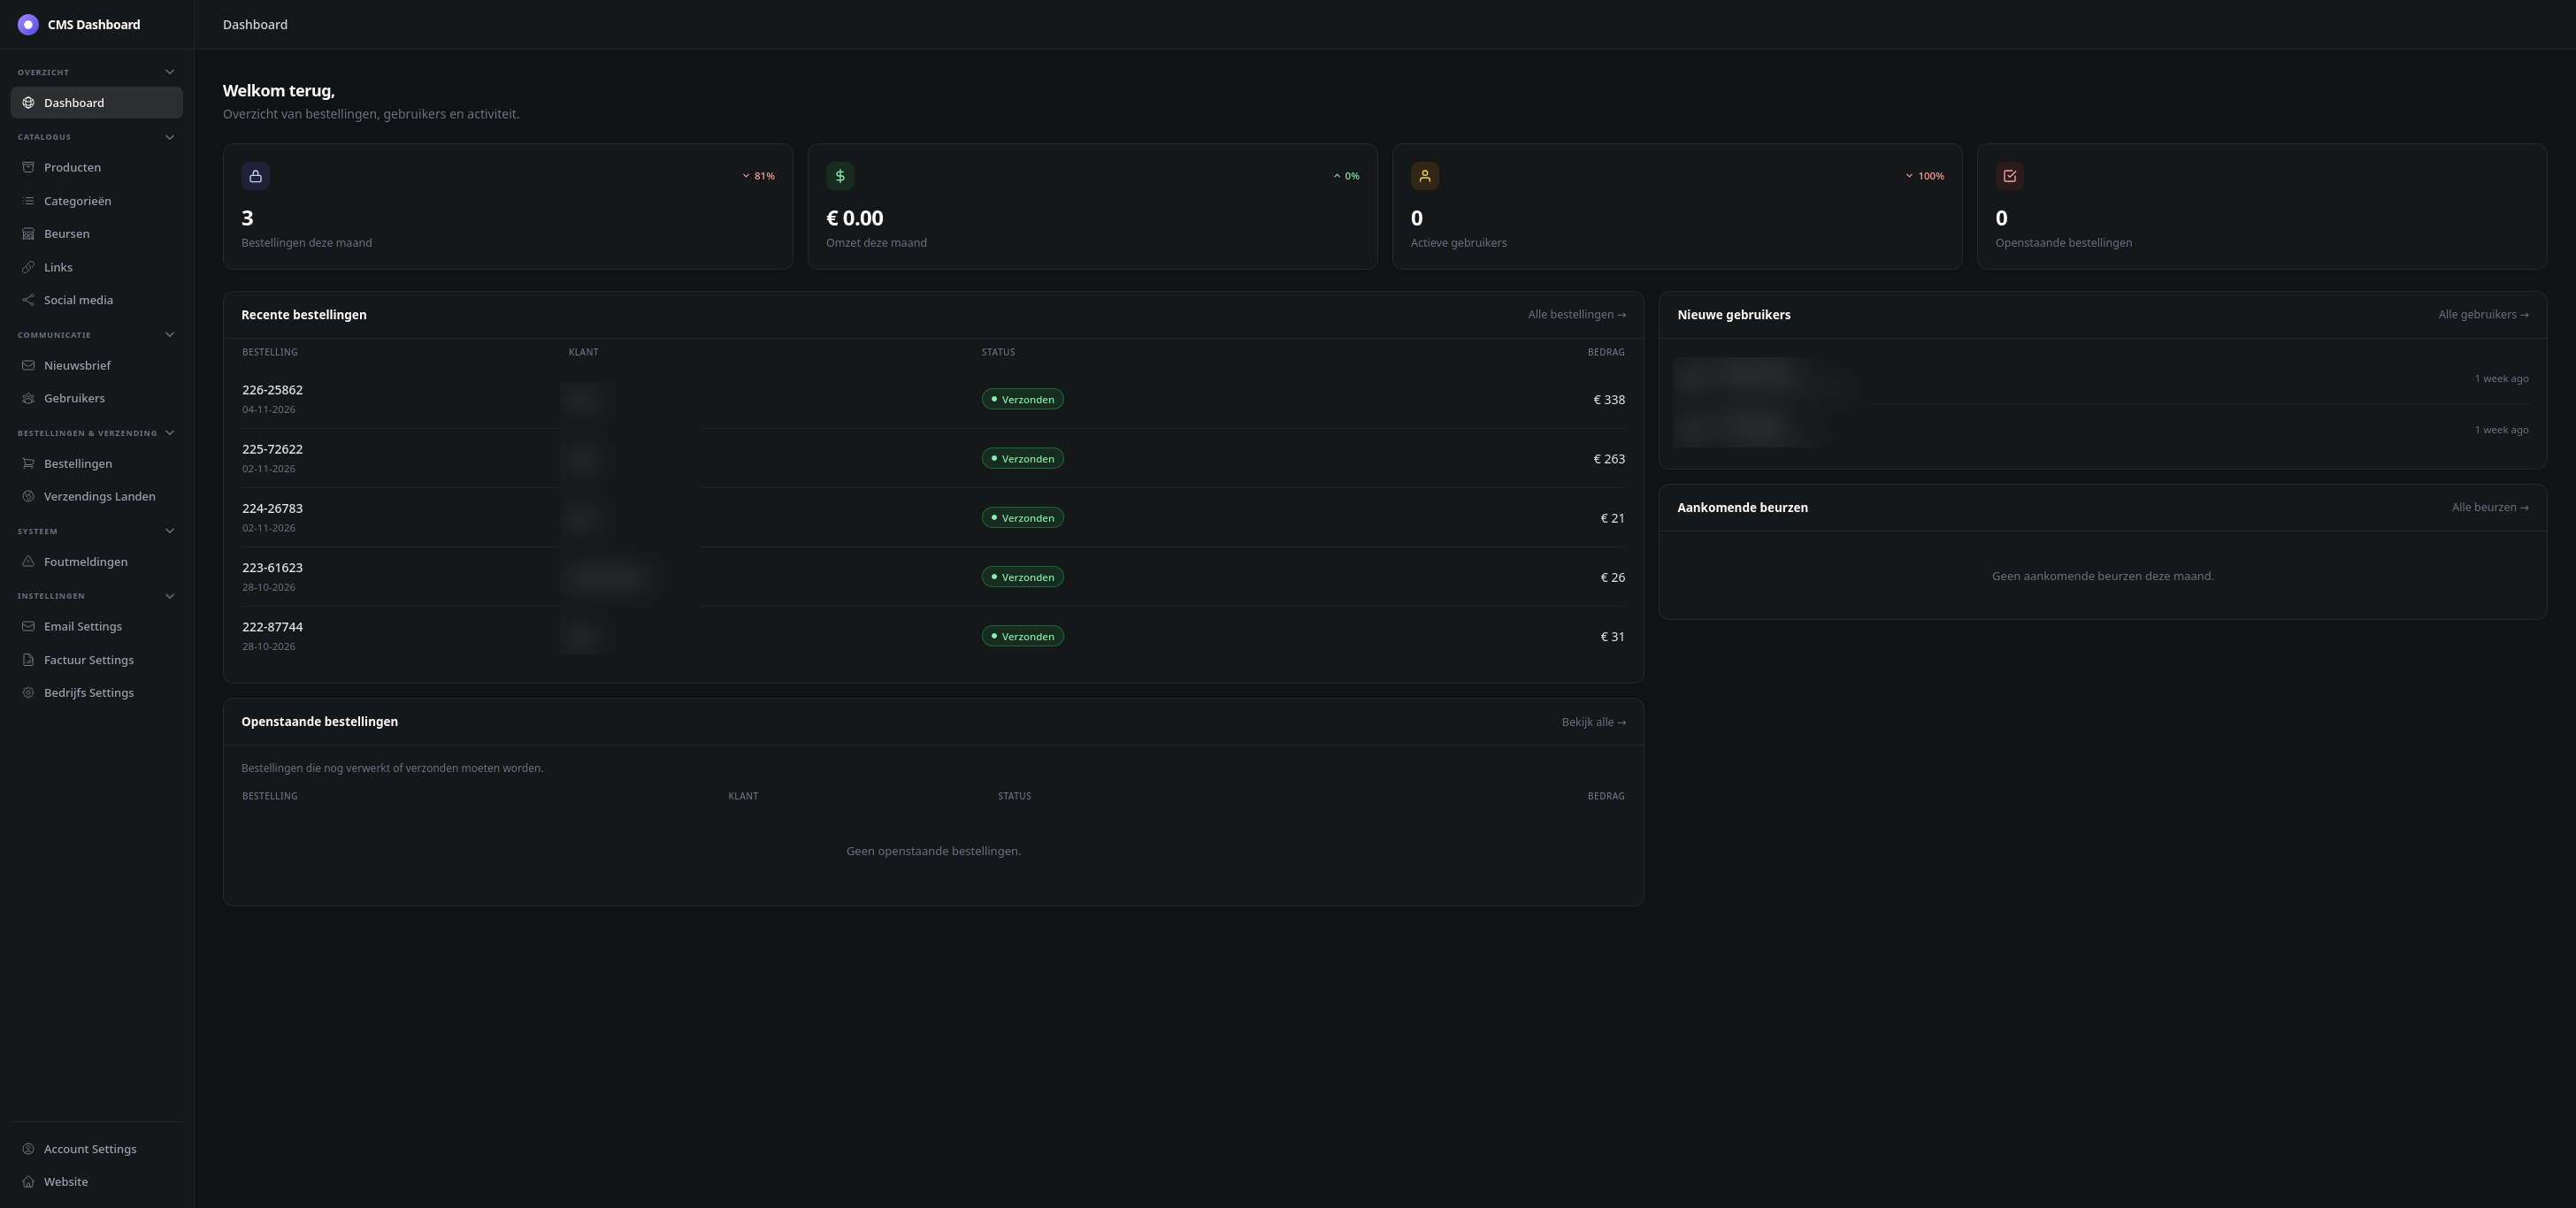 CMS Dashboard
OVERZICHT
Dashboard
CATALOGUS
Producten
Categorieën
Beursen
Links
Social media
COMMUNICATIE
Nieuwsbrief
Gebruikers
BESTELLINGEN & VERZENDING
Bestellingen
Verzendings Landen
SYSTEEM
Foutmeldingen
INSTELLINGEN
Email Settings
Factuur Settings
Bedrijfs Settings
Account Settings
Website
Dashboard
Welkom terug,
Overzicht van bestellingen, gebruikers en activiteit.
81%
3
Bestellingen deze maand
0%
€ 0.00
Omzet deze maand
100%
0
Actieve gebruikers
0
Openstaande bestellingen
Recente bestellingen Alle bestellingen →
BESTELLING KLANT STATUS BEDRAG
226-25862 Verzonden € 338
04-11-2026
225-72622 Verzonden € 263
02-11-2026
224-26783 Verzonden € 21
02-11-2026
223-61623 Verzonden € 26
28-10-2026
222-87744 Verzonden € 31
28-10-2026
Openstaande bestellingen Bekijk alle →
Bestellingen die nog verwerkt of verzonden moeten worden.
BESTELLING KLANT STATUS BEDRAG
Geen openstaande bestellingen.
Nieuwe gebruikers Alle gebruikers →
1 week ago
1 week ago
Aankomende beurzen Alle beurzen →
Geen aankomende beurzen deze maand.